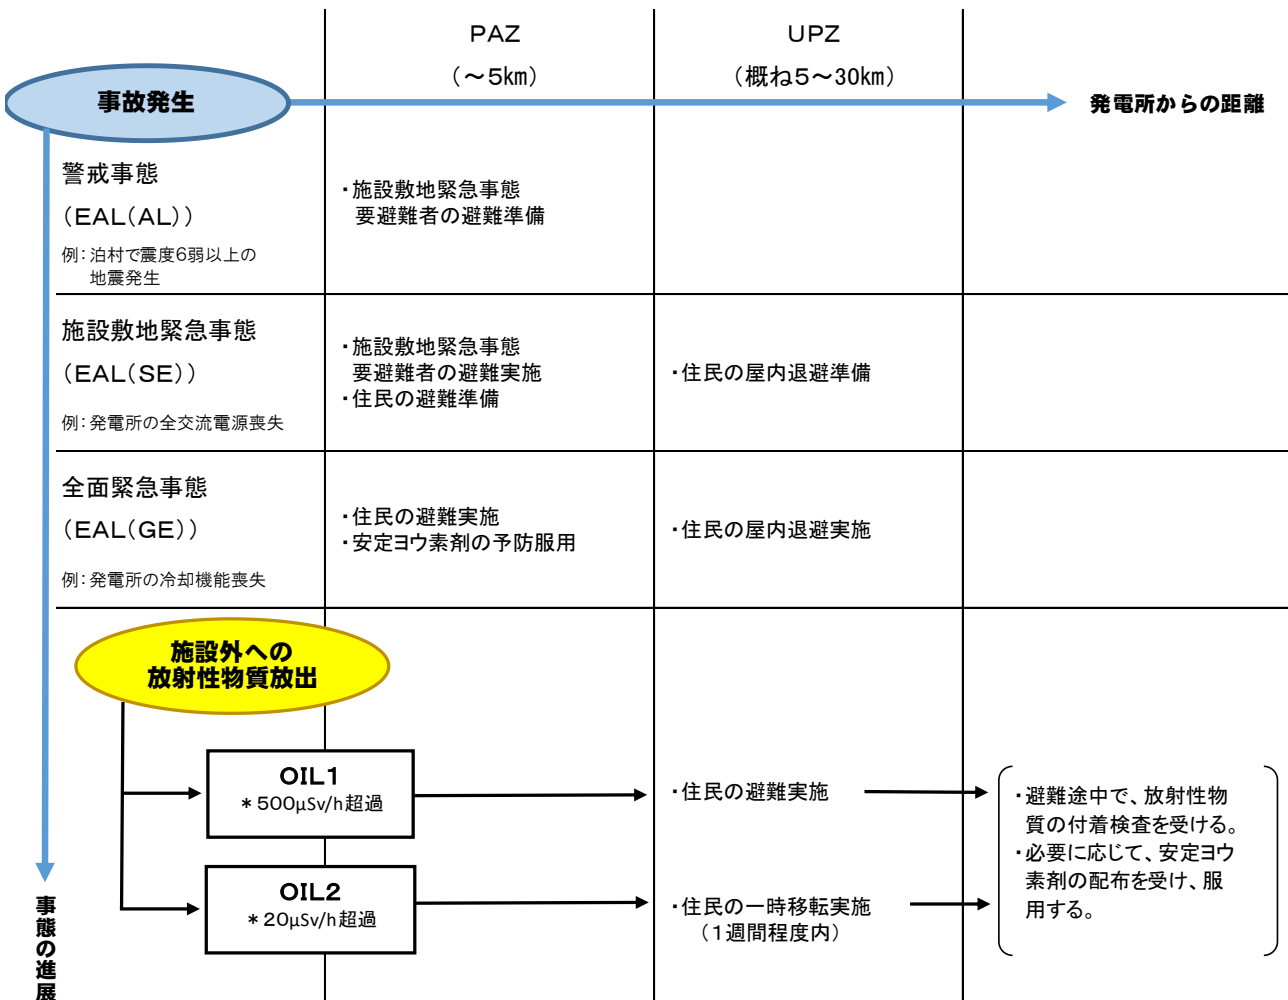 PAZ
（～5km）
UPZ
（概ね5～30km）
事故発生
発電所からの距離
警戒事態
（EAL（AL））
例：泊村で震度6弱以上の
地震発生
・施設敷地緊急事態
要避難者の避難準備
施設敷地緊急事態
（EAL（SE））
例：発電所の全交流電源喪失
・施設敷地緊急事態
要避難者の避難実施
・住民の避難準備
・住民の屋内退避準備
全面緊急事態
（EAL（GE））
例：発電所の冷却機能喪失
・住民の避難実施
・安定ヨウ素剤の予防服用
・住民の屋内退避実施
施設外への
放射性物質放出
OIL1
＊500μSv/h超過
・住民の避難実施
OIL2
＊20μSv/h超過
・住民の一時移転実施
（1週間程度内）
・避難途中で、放射性物
質の付着検査を受ける。
・必要に応じて、安定ヨウ
素剤の配布を受け、服
用する。
事態の進展